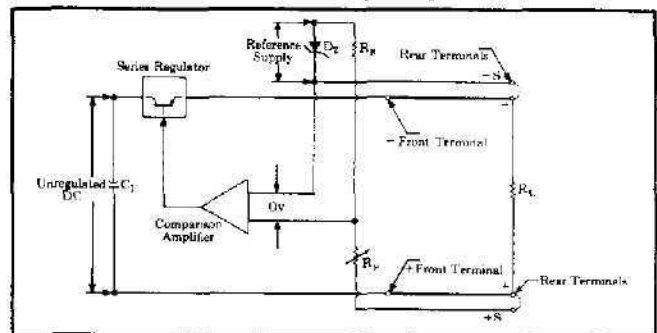 Reference
Supply
D_Z
R_R
Rear Terminals
Series Regulator
- S
-
- Front Terminal
Unregulated
DC
C_1
0v
R_L
Comparison
Amplifier
R_P
+ Front Terminal
+
Rear Terminals
+S